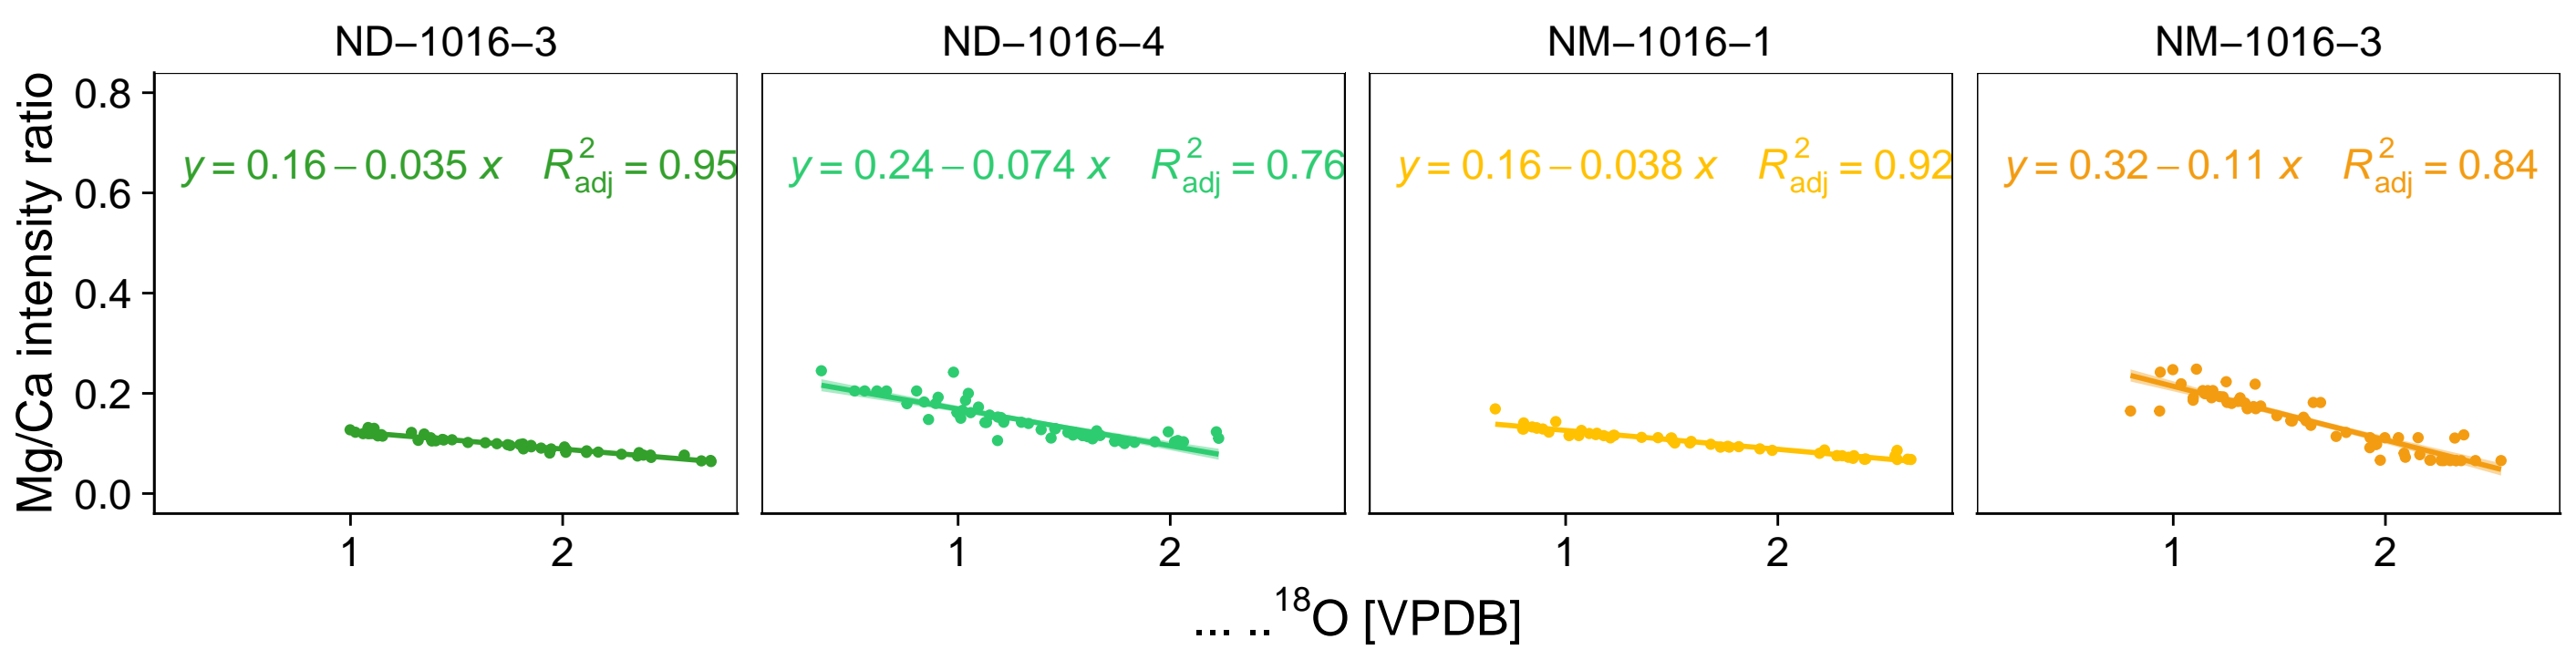 ND−1016−3 ND−1016−4 NM−1016−1 NM−1016−3
Mg/Ca intensity ratio
0.8
0.6
0.4
0.2
0.0
y = 0.16 − 0.035 x R²adj = 0.95
y = 0.24 − 0.074 x R²adj = 0.76
y = 0.16 − 0.038 x R²adj = 0.92
y = 0.32 − 0.11 x R²adj = 0.84
1 2 1 2 1 2 1 2
... ..¹⁸O [VPDB]